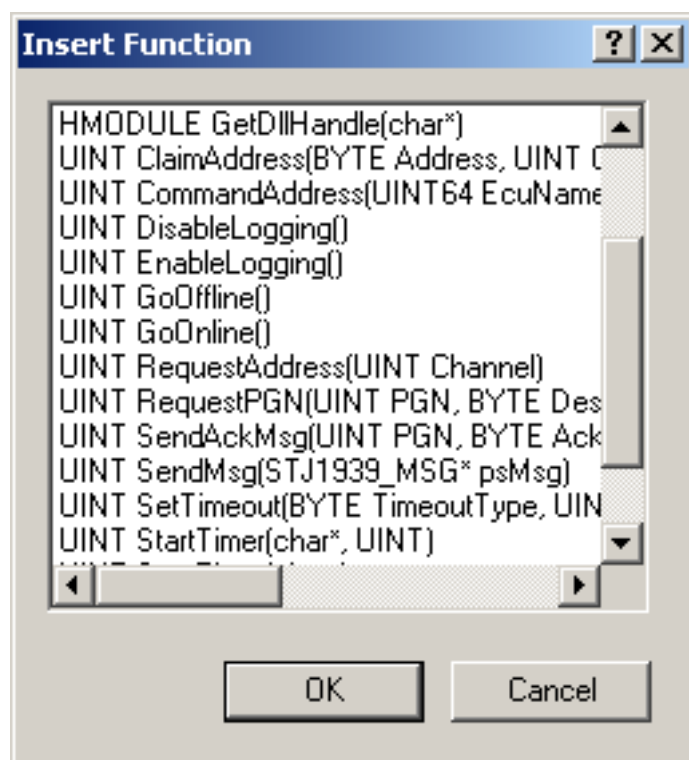 Insert Function
HMODULE GetDllHandle(char*)
UINT ClaimAddress(BYTE Address, UINT C
UINT CommandAddress(UINT64 EcuName
UINT DisableLogging()
UINT EnableLogging()
UINT GoOffline()
UINT GoOnline()
UINT RequestAddress(UINT Channel)
UINT RequestPGN(UINT PGN, BYTE Des
UINT SendAckMsg(UINT PGN, BYTE Ack
UINT SendMsg(STJ1939_MSG* psMsg)
UINT SetTimeout(BYTE TimeoutType, UIN
UINT StartTimer(char*, UINT)
OK Cancel